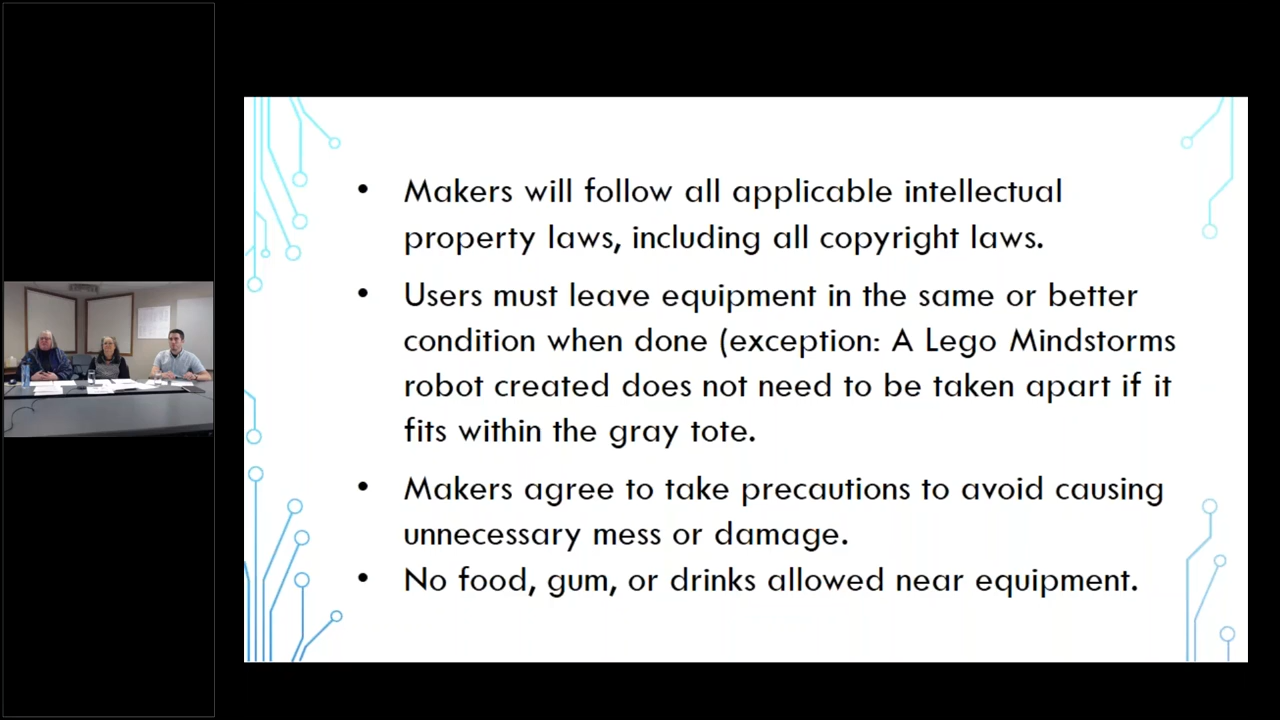 • Makers will follow all applicable intellectual
property laws, including all copyright laws.
• Users must leave equipment in the same or better
condition when done (exception: A Lego Mindstorms
robot created does not need to be taken apart if it
fits within the gray tote.
• Makers agree to take precautions to avoid causing
unnecessary mess or damage.
• No food, gum, or drinks allowed near equipment.